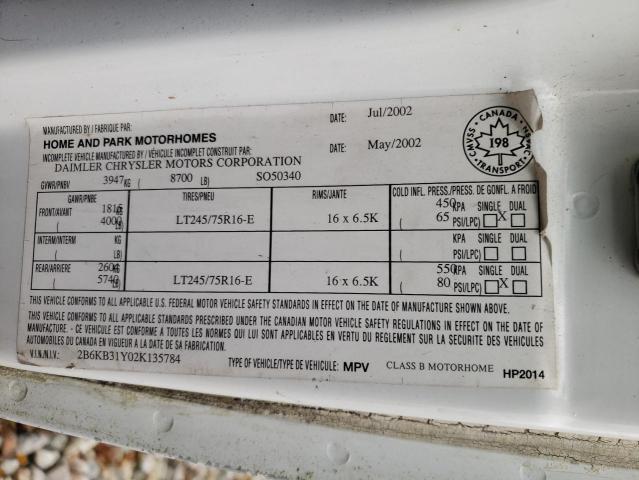 MANUFACTURED BY / FABRIQUE PAR: DATE: Jul/2002
HOME AND PARK MOTORHOMES
INCOMPLETE VEHICLE MANUFACTURED BY / VÉHICULE INCOMPLET CONSTRUIT PAR: DATE: May/2002
DAIMLER CHRYSLER MOTORS CORPORATION
CANADA
198
CMVSS NSVAC
TRANSPORT
GVWR/PNBV 3947 KG ( 8700 LB) SO50340
GAWR/PNBE TIRES/PNEU RIMS/JANTE COLD INFL. PRESS./PRESS. DE GONFL. A FROID
FRONT/AVANT 1815 KG LT245/75R16-E 16 x 6.5K 450 KPA SINGLE DUAL
( 4000 LB) ( 65 PSI/LPC) X
INTERM/INTERM KG KPA SINGLE DUAL
( LB) ( PSI/LPC)
REAR/ARRIERE 2604 KG LT245/75R16-E 16 x 6.5K 550 KPA SINGLE DUAL
( 5740 LB) ( 80 PSI/LPC) X
THIS VEHICLE CONFORMS TO ALL APPLICABLE U.S. FEDERAL MOTOR VEHICLE SAFETY STANDARDS IN EFFECT ON THE DATE OF MANUFACTURE SHOWN ABOVE.
THIS VEHICLE CONFORMS TO ALL APPLICABLE STANDARDS PRESCRIBED UNDER THE CANADIAN MOTOR VEHICLE SAFETY REGULATIONS IN EFFECT ON THE DATE OF
MANUFACTURE. - CE VEHICULE EST CONFORME A TOUTES LES NORMES QUI LUI SONT APPLICABLES EN VERTU DU REGLEMENT SUR LA SECURITE DES VEHICULES
AUTOMOBILES DU CANADA EN VIGUEUR A LA DATE DE SA FABRICATION.
V.I.N./N.I.V.: 2B6KB31Y02K135784 TYPE OF VEHICLE/TYPE DE VEHICULE: MPV CLASS B MOTORHOME HP2014